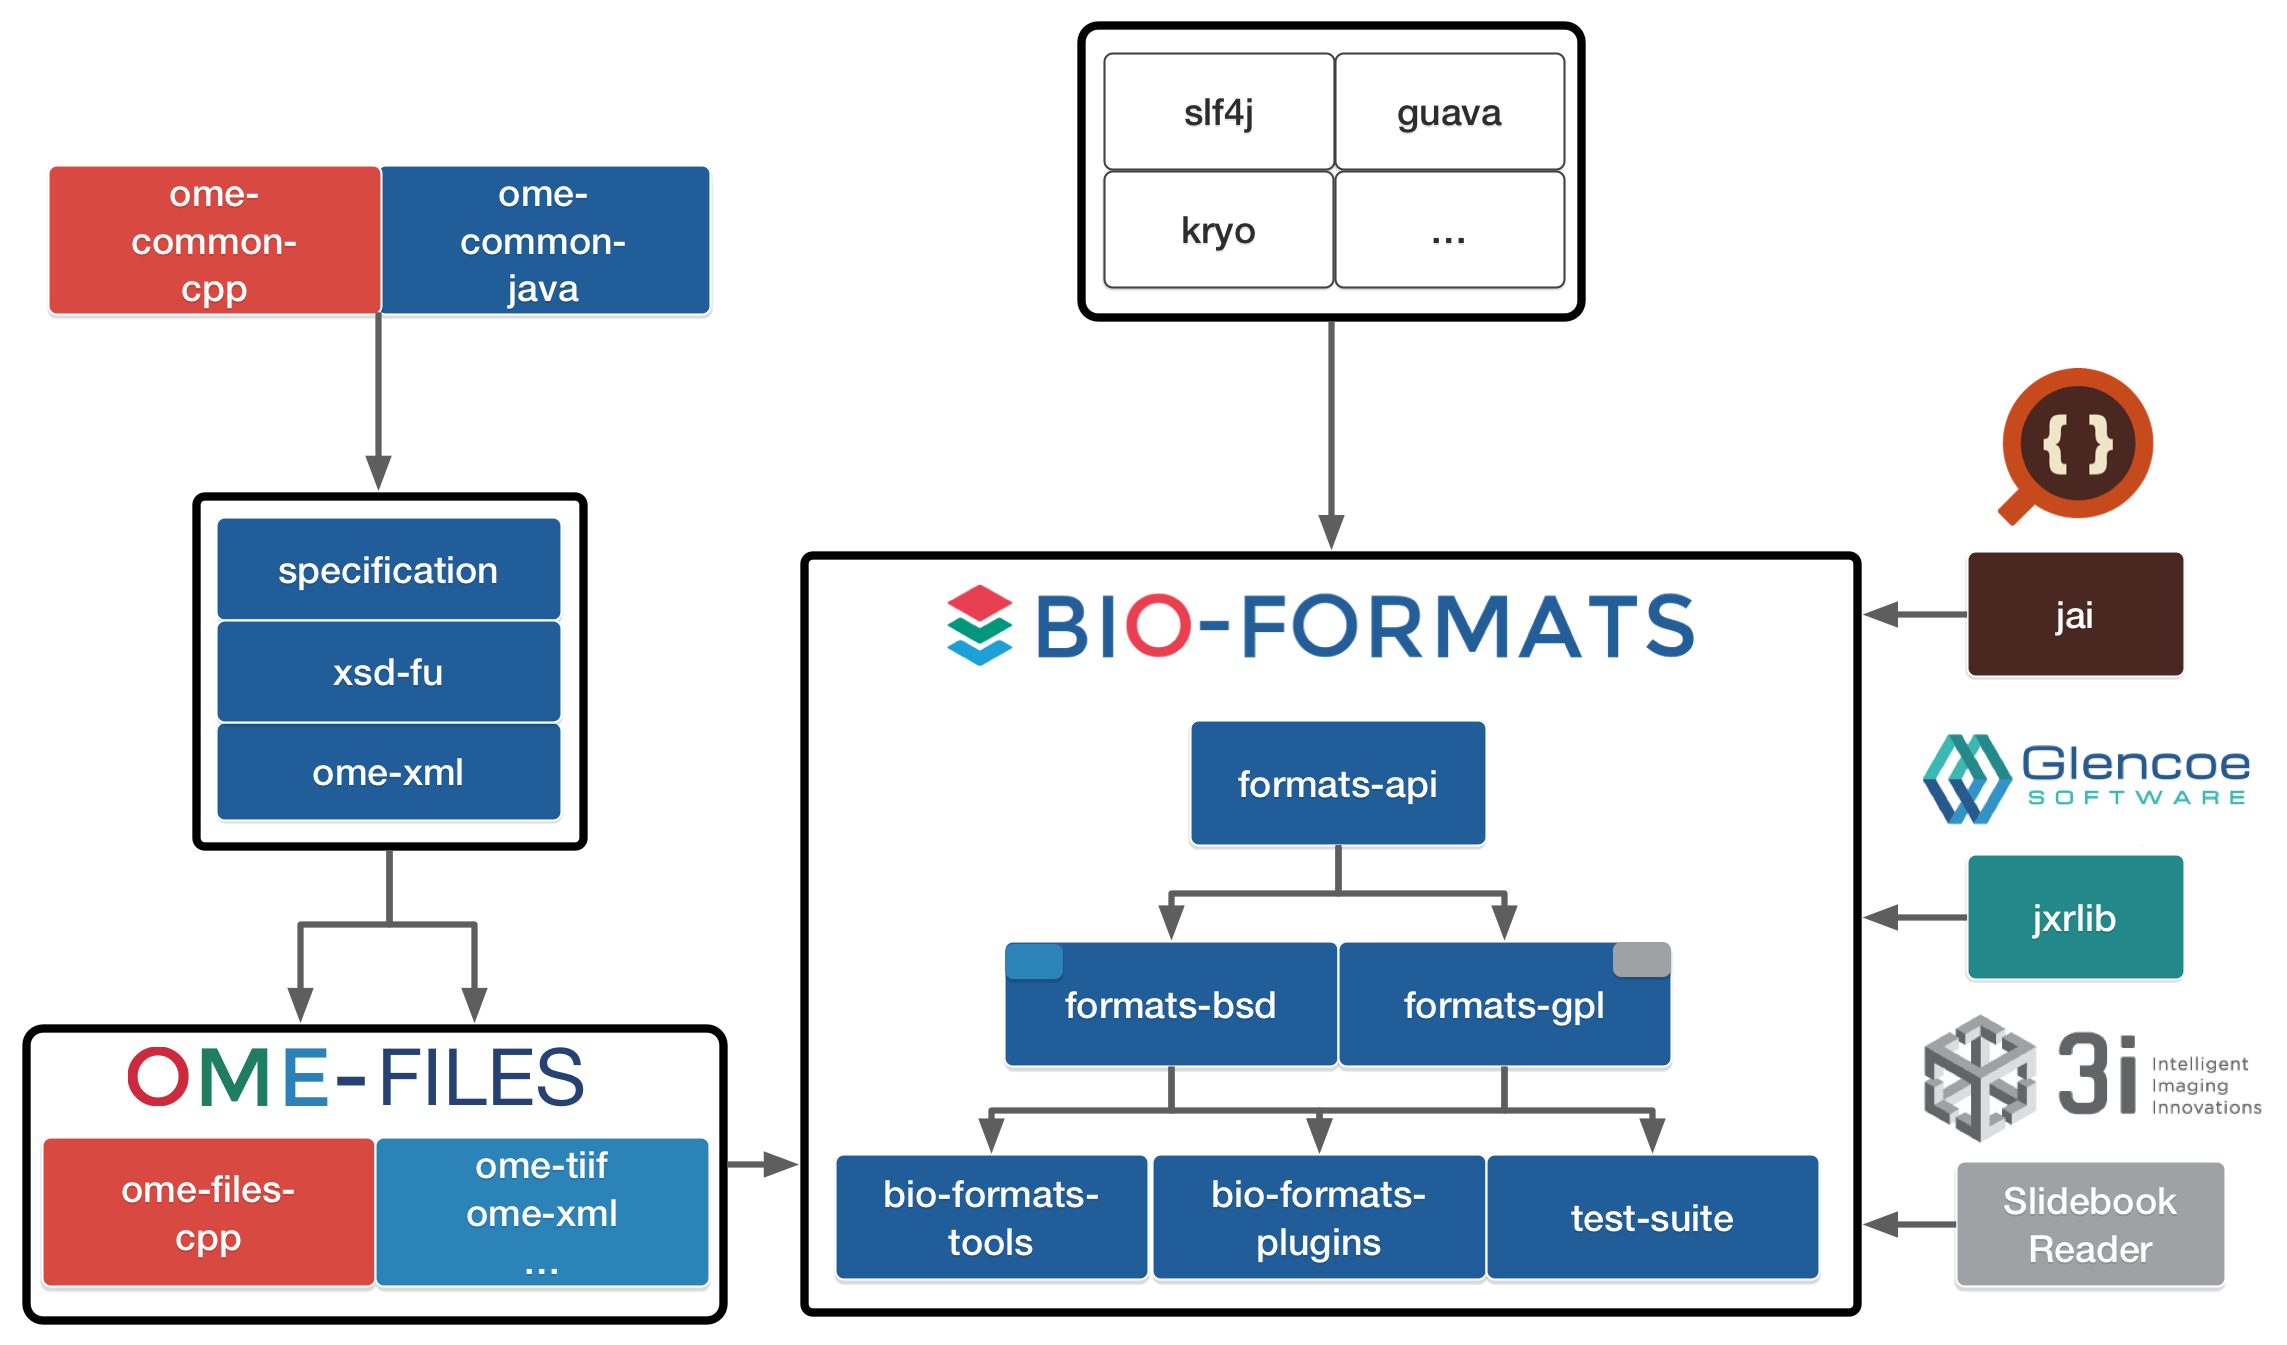 slf4j
guava
kryo
...
ome-
common-
cpp
ome-
common-
java
specification
xsd-fu
ome-xml
OME-FILES
ome-files-
cpp
ome-tiif
ome-xml
...
BIO-FORMATS
formats-api
formats-bsd
formats-gpl
bio-formats-
tools
bio-formats-
plugins
test-suite
{ }
jai
Glencoe
SOFTWARE
jxrlib
3i
Intelligent
Imaging
Innovations
Slidebook
Reader